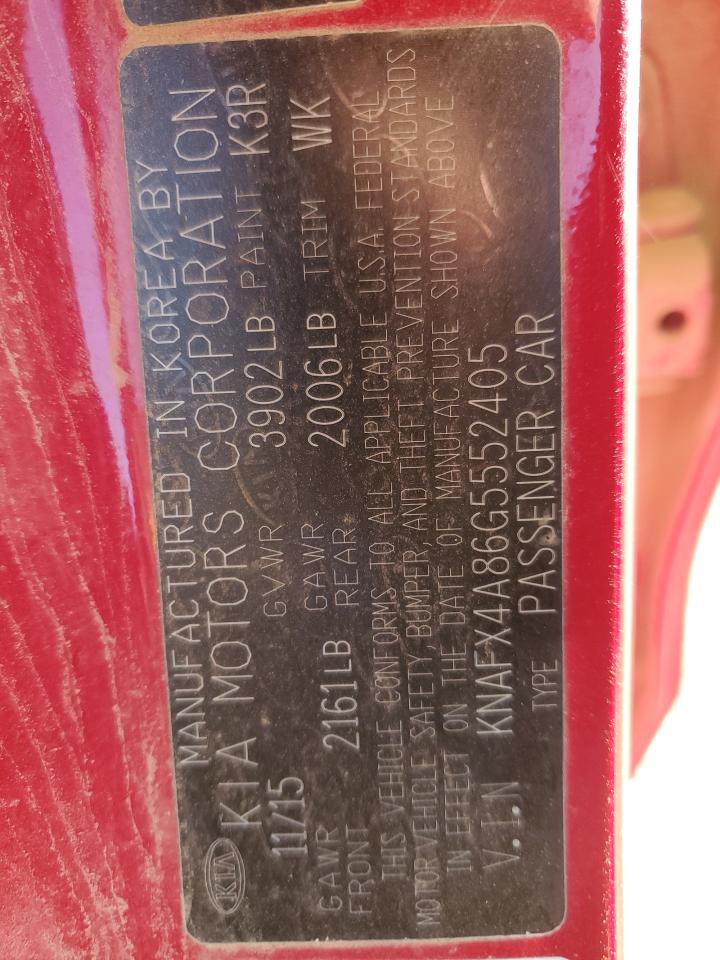 MANUFACTURED IN KOREA BY
KIA KIA MOTORS CORPORATION
11/15 GVWR 3902LB PAINT K3R
GAWR FRONT 2161LB GAWR REAR 2006LB TRIM WK
THIS VEHICLE CONFORMS TO ALL APPLICABLE U.S.A. FEDERAL
MOTOR VEHICLE SAFETY, BUMPER, AND THEFT PREVENTION STANDARDS
IN EFFECT ON THE DATE OF MANUFACTURE SHOWN ABOVE
V.I.N KNAFX4A86G5552405
TYPE PASSENGER CAR